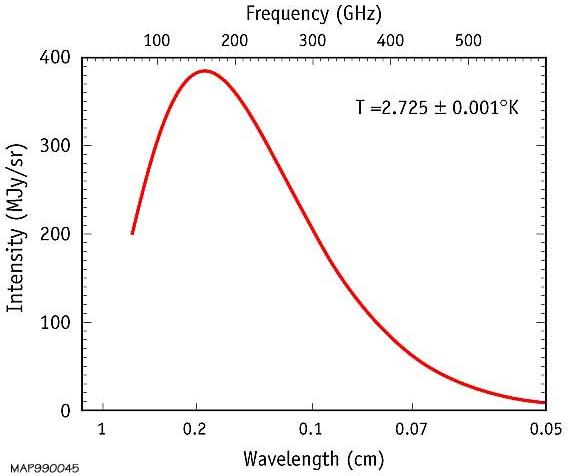 Frequency (GHz)
100 200 300 400 500
400
T =2.725 ± 0.001°K
300
Intensity (MJy/sr)
200
100
0
1 0.2 0.1 0.07 0.05
Wavelength (cm)
MAP990045